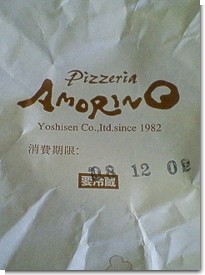 Pizzeria
AMORINO
Yoshisen Co.,ltd.since 1982
消費期限:
08 12 02
要冷蔵